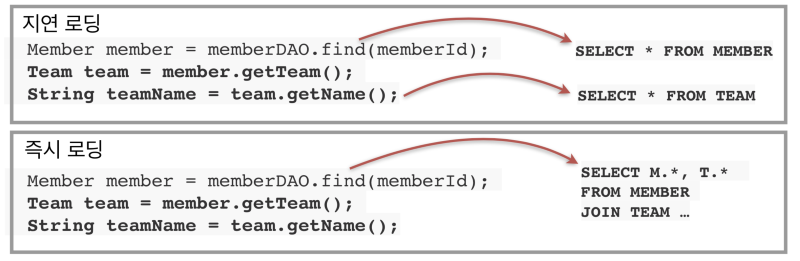 지연 로딩
Member member = memberDAO.find(memberId);
SELECT * FROM MEMBER
Team team = member.getTeam();
String teamName = team.getName();
SELECT * FROM TEAM
즉시 로딩
Member member = memberDAO.find(memberId);
Team team = member.getTeam();
String teamName = team.getName();
SELECT M.*, T.*
FROM MEMBER
JOIN TEAM …